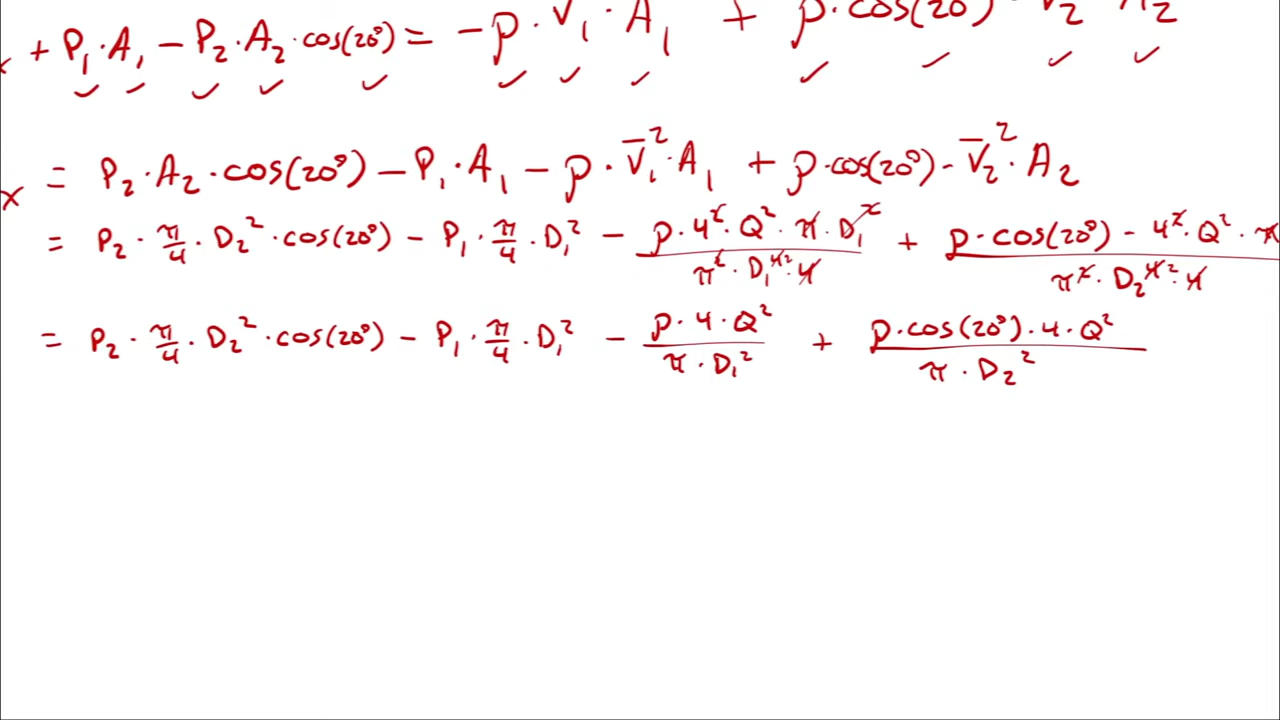 x + P₁·A₁ − P₂·A₂·cos(20°) = −ρ·V₁·A₁ + ρ·cos(20)·V₂ A₂
x = P₂·A₂·cos(20°) − P₁·A₁ − ρ·V̅₁²·A₁ + ρ·cos(20°)-V̅₂²·A₂
= P₂·π/4·D₂²·cos(20°) − P₁·π/4·D₁² − ρ·4²·Q²·π·D₁²/π²·D₁⁴²·4 + ρ·cos(20°)-4²·Q²·π/π²·D₂⁴²·4
= P₂·π/4·D₂²·cos(20°) − P₁·π/4·D₁² − ρ·4·Q²/π·D₁² + ρ·cos(20°)·4·Q²/π·D₂²